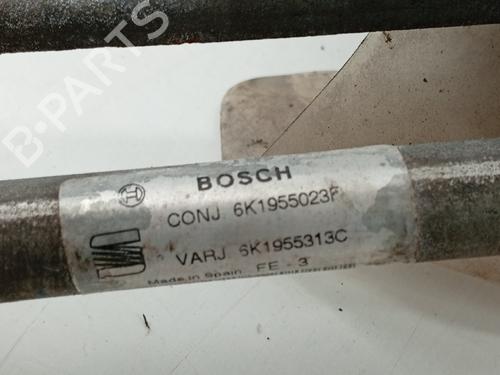 B-PARTS
BOSCH
CONJ 6K1955023F
VARJ 6K1955313C
Made in Spain FE - 3